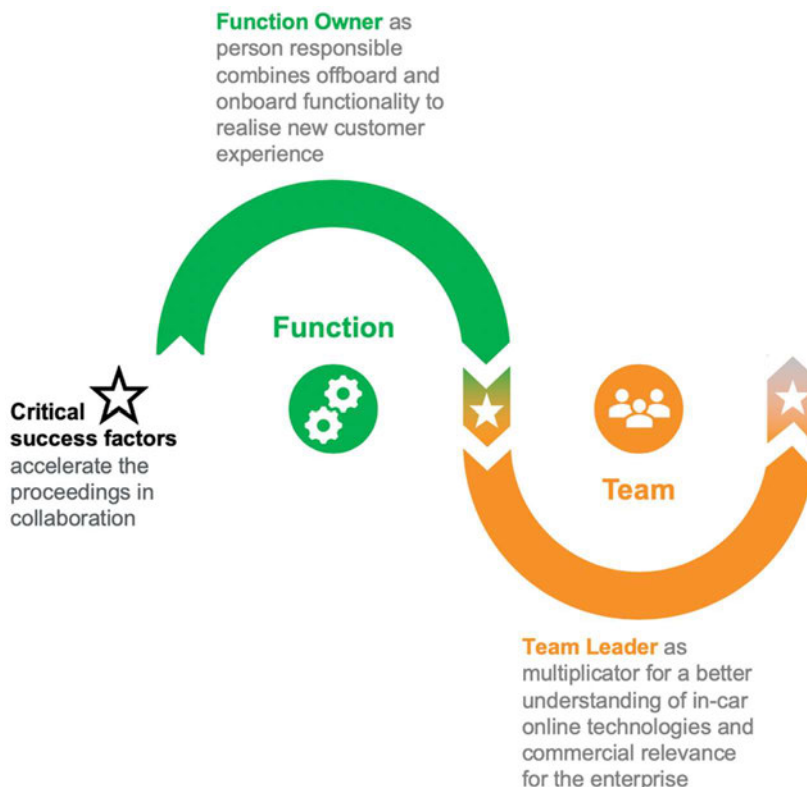 Function Owner as
person responsible
combines offboard and
onboard functionality to
realise new customer
experience
Function
Critical
success factors
accelerate the
proceedings in
collaboration
Team
Team Leader as
multiplicator for a better
understanding of in-car
online technologies and
commercial relevance
for the enterprise